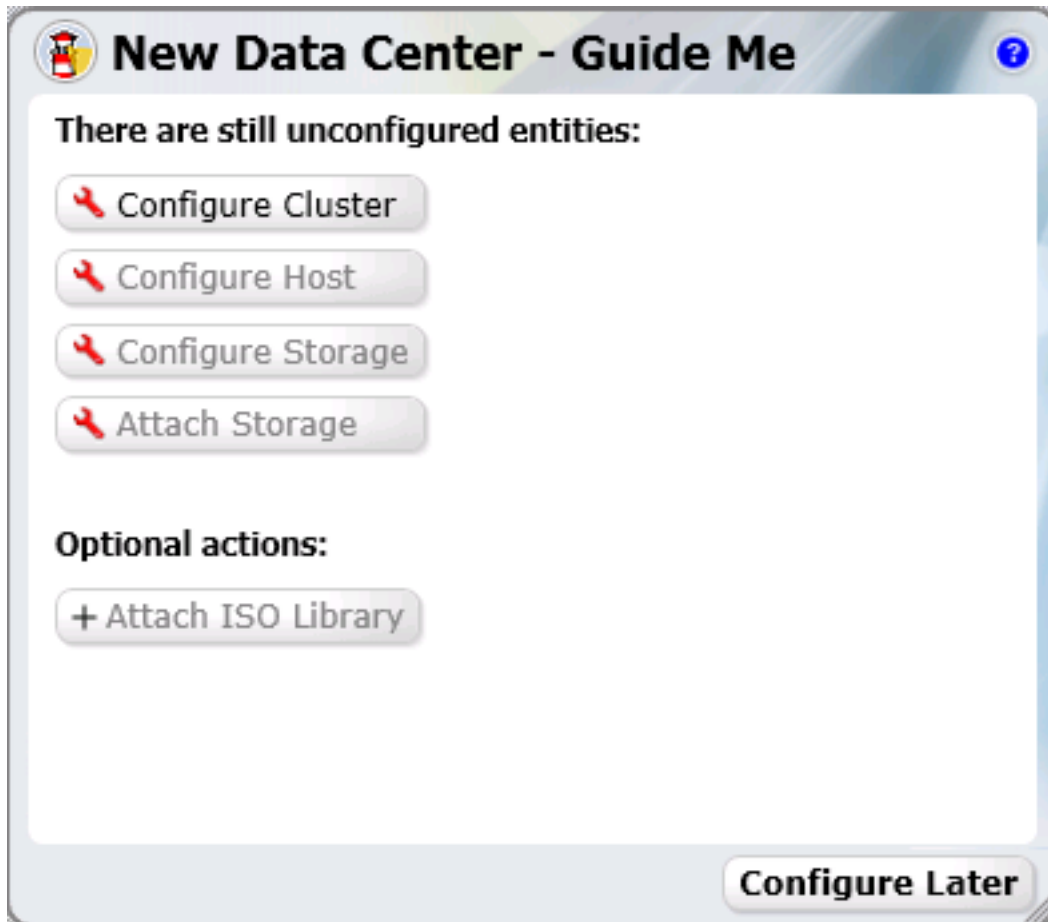 New Data Center - Guide Me
?
There are still unconfigured entities:
Configure Cluster
Configure Host
Configure Storage
Attach Storage
Optional actions:
+ Attach ISO Library
Configure Later